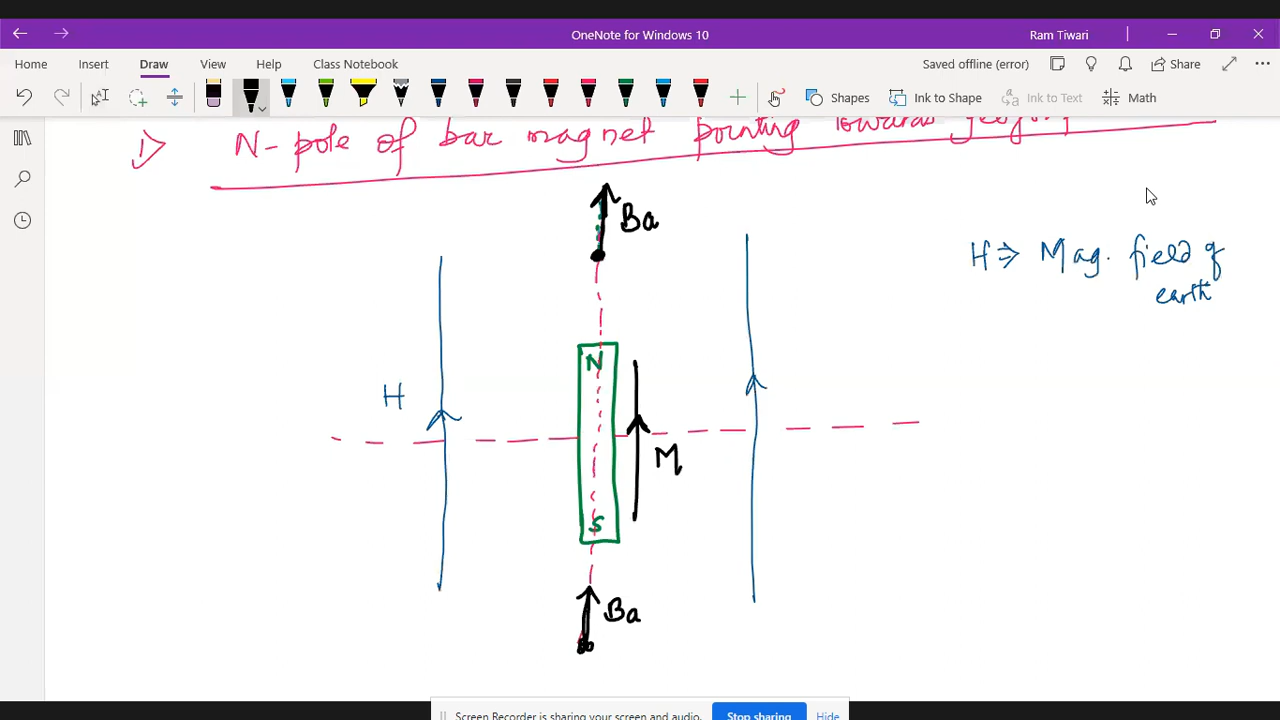 OneNote for Windows 10
Ram Tiwari
Home Insert Draw View Help Class Notebook
Saved offline (error) Share
Shapes Ink to Shape Ink to Text Math
1) N-pole of bar magnet pointing towards
Ba
H ⇒ Mag. field of
earth
N
H
M
S
Ba
Screen Recorder is sharing your screen and audio. Stop sharing Hide